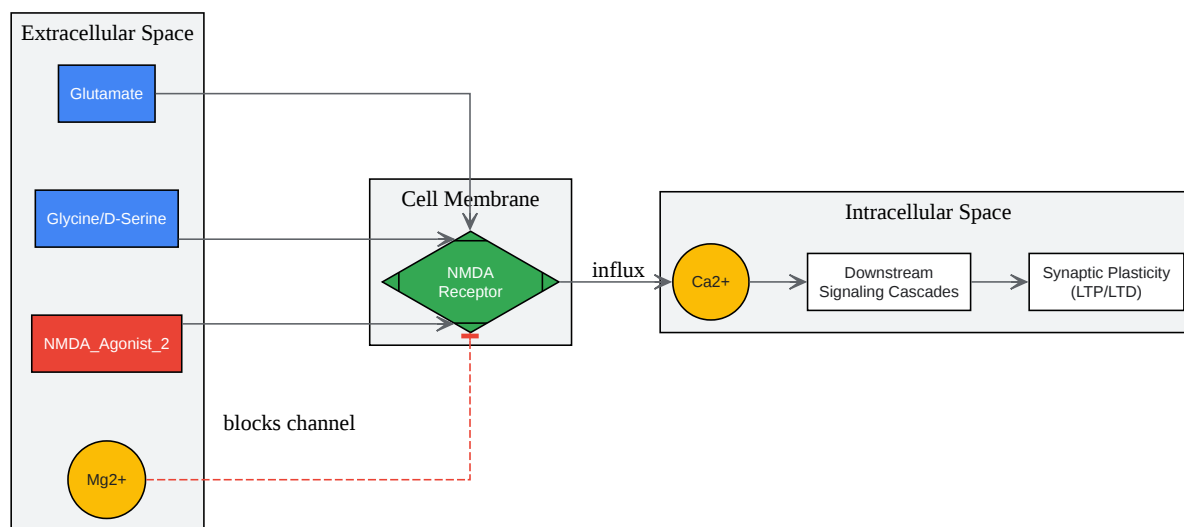 Extracellular Space
Glutamate
Glycine/D-Serine
NMDA_Agonist_2
Mg2+
blocks channel
Cell Membrane
NMDA
Receptor
influx
Intracellular Space
Ca2+
Downstream
Signaling Cascades
Synaptic Plasticity
(LTP/LTD)